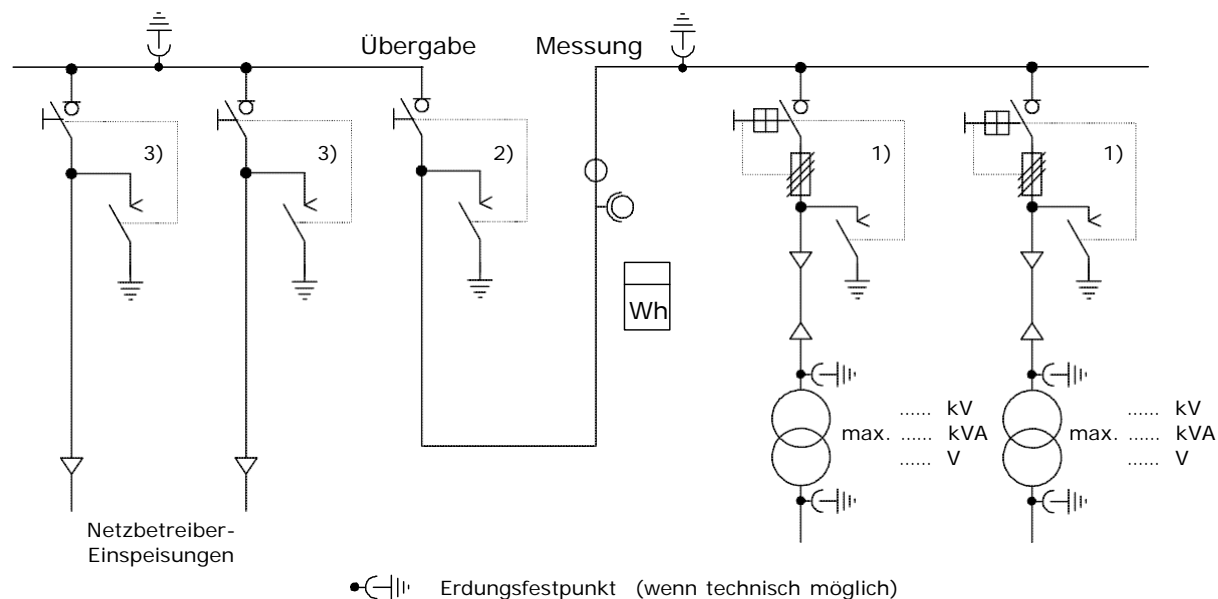 Übergabe
Messung
3)
3)
2)
1)
1)
Wh
...... kV
max. ...... kVA
...... V
...... kV
max. ...... kVA
...... V
Netzbetreiber-
Einspeisungen
Erdungsfestpunkt (wenn technisch möglich)